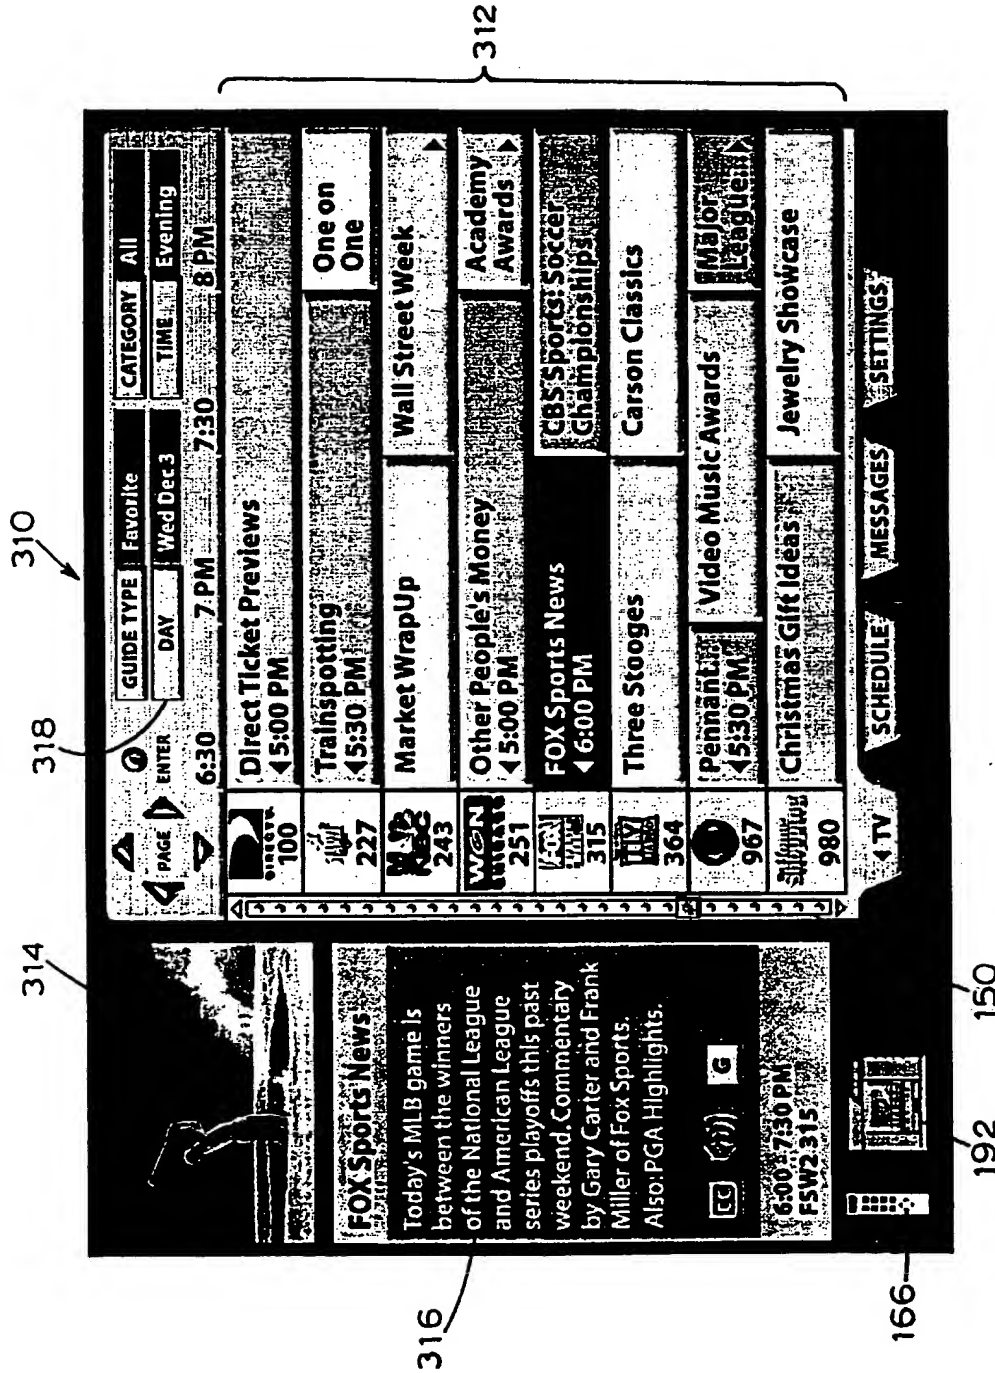 310
314
318
312
GUIDE TYPE Favorite CATEGORY All
PAGE ENTER DAY Wed Dec 3 TIME Evening
6:30 7 PM 7:30 8 PM
100 Direct Ticket Previews
◀5:00 PM
227 Trainspotting One on
◀5:30 PM One
243 Market WrapUp Wall Street Week
WGN
251 Other People's Money Academy
◀5:00 PM Awards
315 FOX Sports News CBS Sports: Soccer
◀6:00 PM Championships
364 Three Stooges Carson Classics
967 Pennant Video Music Awards Major
◀5:30 PM League
980 Christmas Gift Ideas Jewelry Showcase
◀TV SCHEDULE MESSAGES SETTINGS
FOX Sports News
Today's MLB game is
between the winners
of the National League
and American League
series playoffs this past
weekend. Commentary
by Gary Carter and Frank
Miller of Fox Sports.
Also: PGA Highlights.
CC G
6:00-7:30 PM
FSW2 315
316
166
192
150